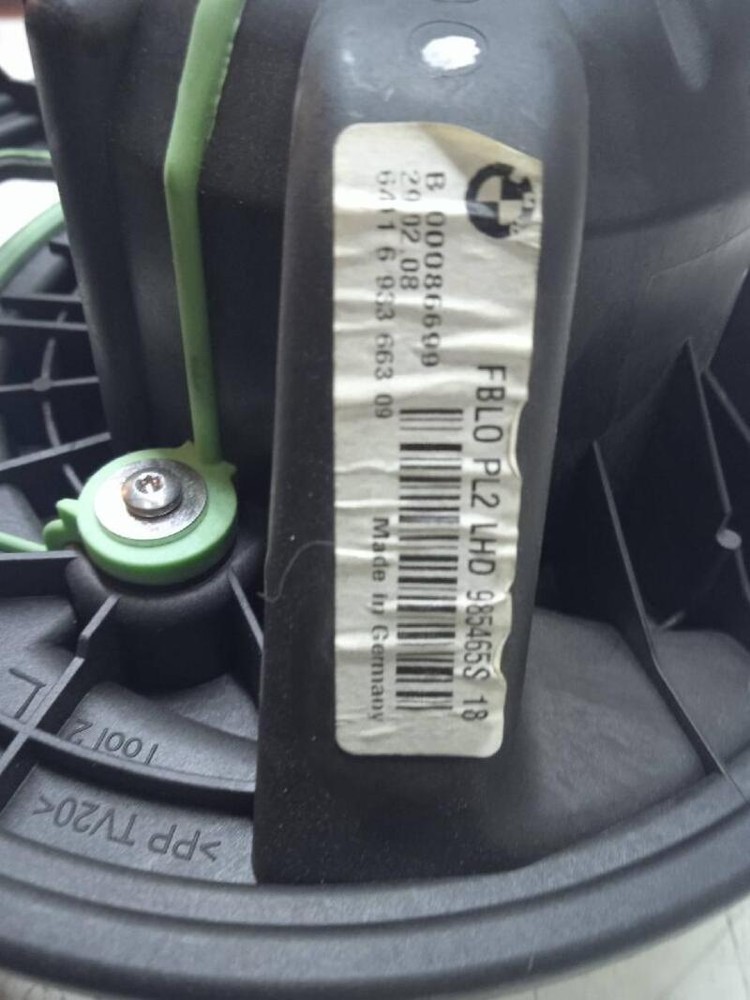 FBLO PL2 LHD 985465S 18
B 00086699
29.02.08
6411 6 933 663 09
Made in Germany
Tool 2
>PP TV20<